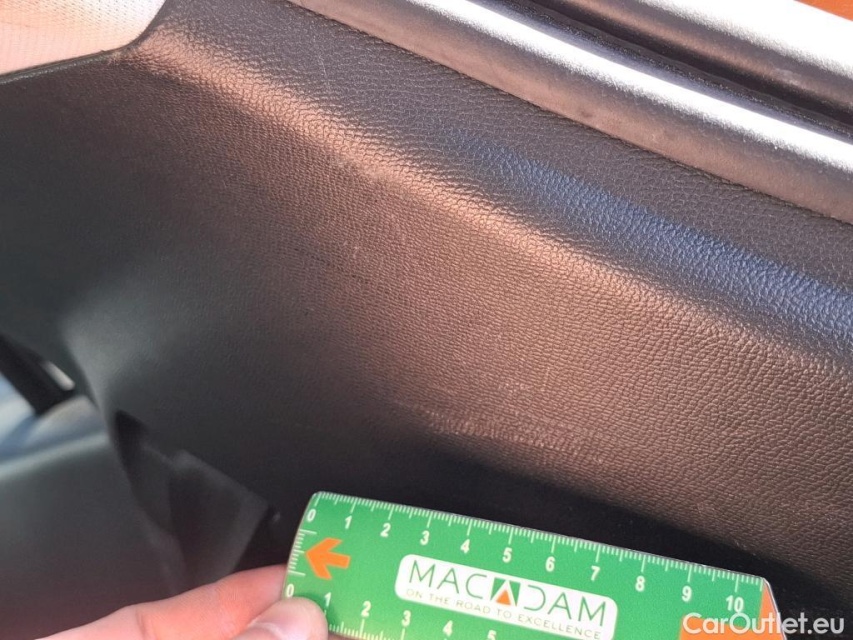 0 1 2 3 4 5 6 7 8 9 10
MACADAM
ON THE ROAD TO EXCELLENCE
0 1 2 3 4 5
CarOutlet.eu